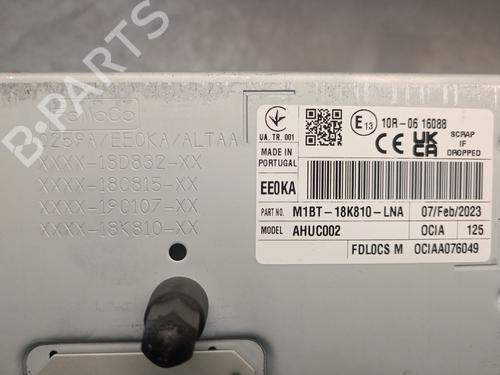 B-PARTS
EE0KA/ALTAA
XXXX-18D832-XX
XXXX-18C815-XX
XXXX-19C107-XX
XXXX-18K810-XX
UA. TR. 001
E13 10R-06 16088
CE UK CA
SCRAP IF DROPPED
MADE IN PORTUGAL
EE0KA
PART NO. M1BT-18K810-LNA 07/Feb/2023
MODEL AHUC002 OCIA 125
FDLOCS M OCIAA076049